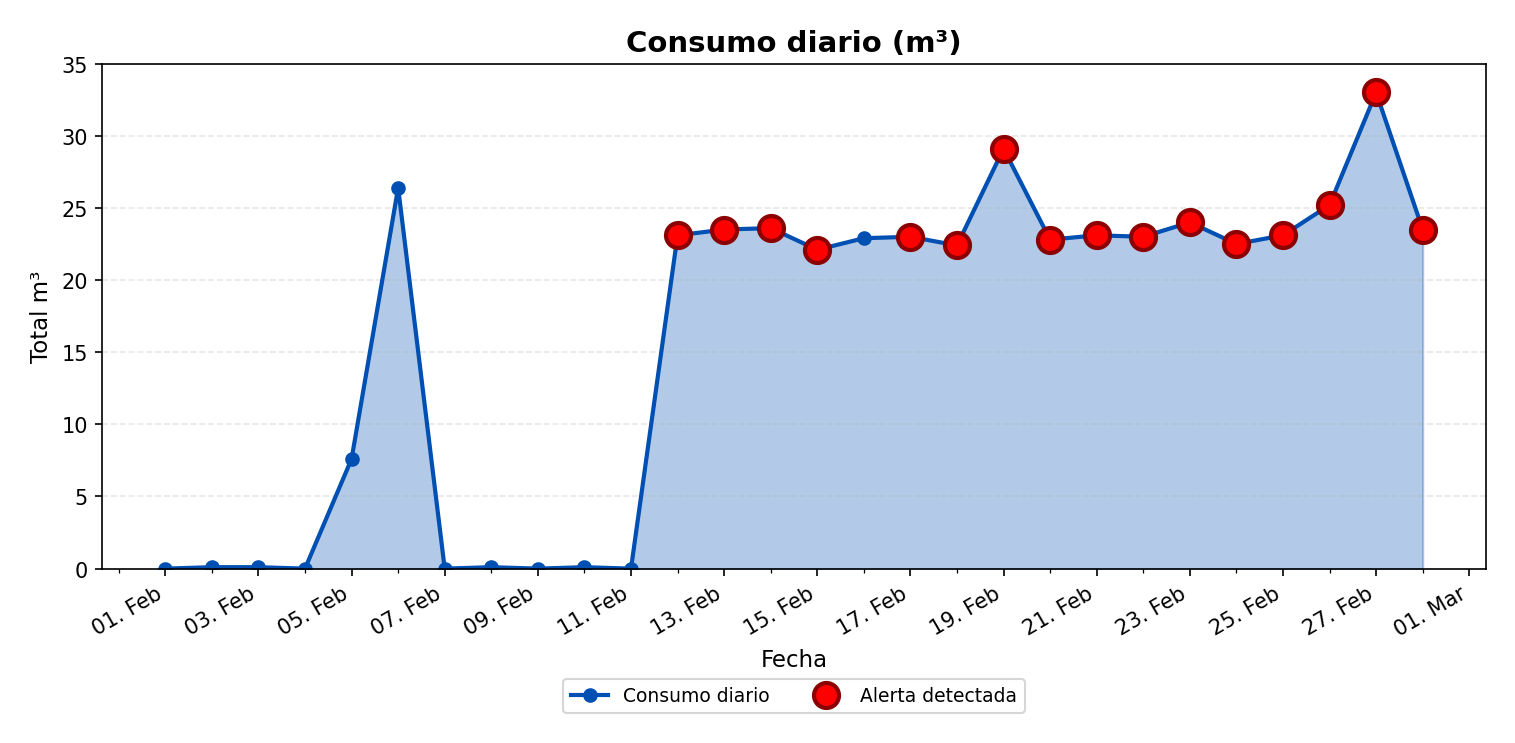 Consumo diario (m³)
35
30
25
20
15
10
5
0
Total m³
01. Feb
03. Feb
05. Feb
07. Feb
09. Feb
11. Feb
13. Feb
15. Feb
17. Feb
19. Feb
21. Feb
23. Feb
25. Feb
27. Feb
01. Mar
Fecha
Consumo diario
Alerta detectada